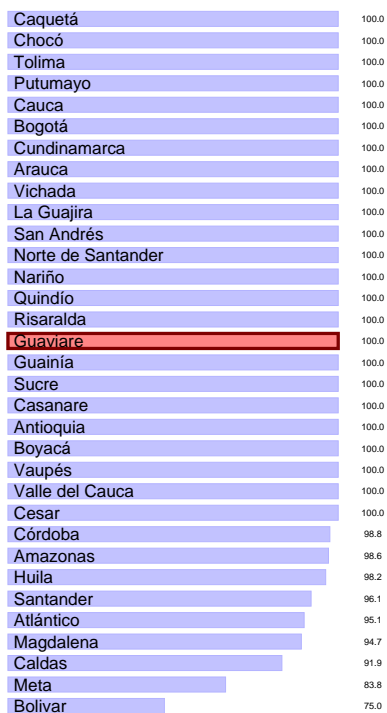 Caquetá 100.0
Chocó 100.0
Tolima 100.0
Putumayo 100.0
Cauca 100.0
Bogotá 100.0
Cundinamarca 100.0
Arauca 100.0
Vichada 100.0
La Guajira 100.0
San Andrés 100.0
Norte de Santander 100.0
Nariño 100.0
Quindío 100.0
Risaralda 100.0
Guaviare 100.0
Guainía 100.0
Sucre 100.0
Casanare 100.0
Antioquia 100.0
Boyacá 100.0
Vaupés 100.0
Valle del Cauca 100.0
Cesar 100.0
Córdoba 98.8
Amazonas 98.6
Huila 98.2
Santander 96.1
Atlántico 95.1
Magdalena 94.7
Caldas 91.9
Meta 83.8
Bolivar 75.0